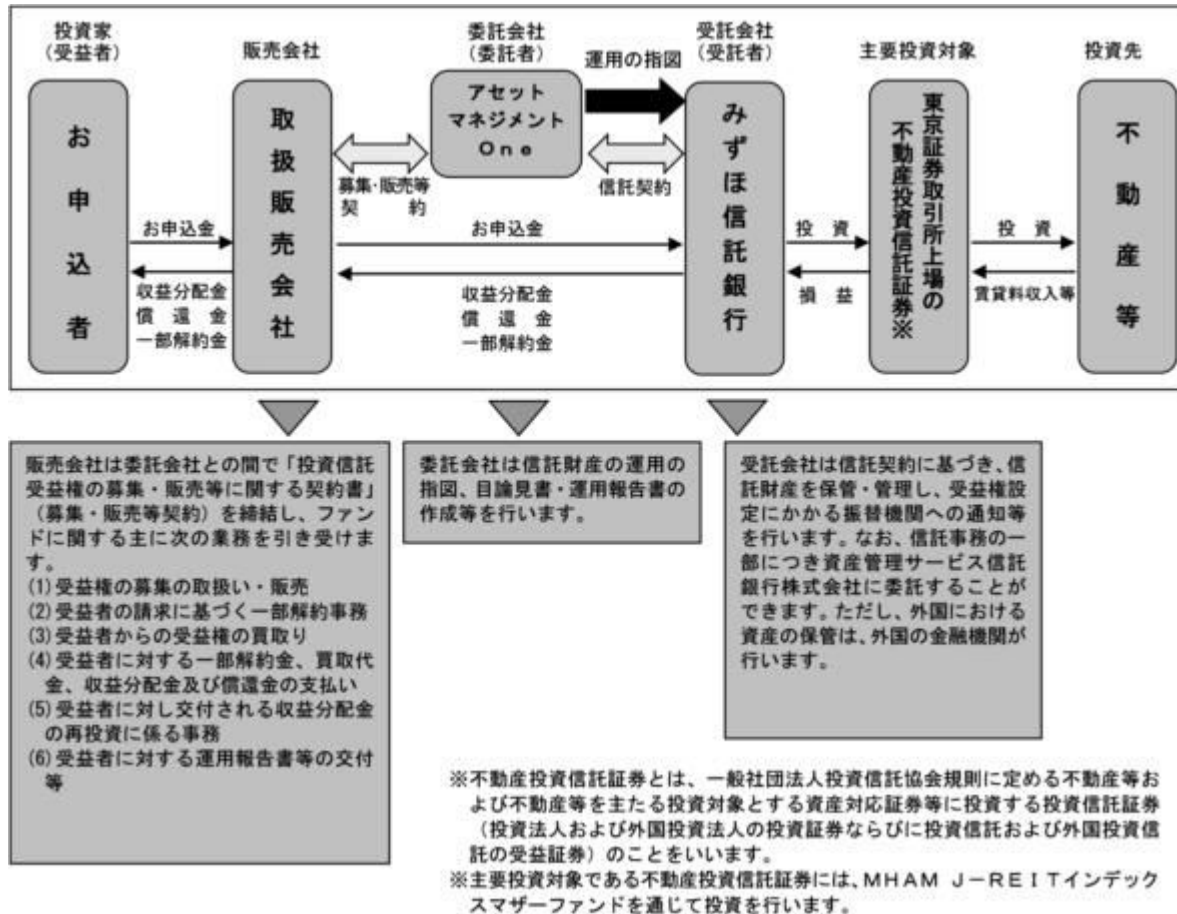 投資家
(受益者)
販売会社
委託会社
(委託者)
運用の指図
受託会社
(受託者)
主要投資対象
投資先
お申込者
取扱販売会社
アセット
マネジメント
One
みずほ信託銀行
東京証券取引所上場の
不動産投資信託証券※
不動産等
募集・販売等
契約
信託契約
お申込金
収益分配金
償還金
一部解約金
お申込金
収益分配金
償還金
一部解約金
投資
損益
投資
賃貸料収入等
販売会社は委託会社との間で「投資信託
受益権の募集・販売等に関する契約書」
(募集・販売等契約)を締結し、ファン
ドに関する主に次の業務を引き受けま
す。
(1)受益権の募集の取扱い・販売
(2)受益者の請求に基づく一部解約事務
(3)受益者からの受益権の買取り
(4)受益者に対する一部解約金、買取代
金、収益分配金及び償還金の支払い
(5)受益者に対し交付される収益分配金
の再投資に係る事務
(6)受益者に対する運用報告書等の交付
等
委託会社は信託財産の運用の
指図、目論見書・運用報告書の
作成等を行います。
受託会社は信託契約に基づき、信
託財産を保管・管理し、受益権設
定にかかる振替機関への通知等
を行います。なお、信託事務の一
部につき資産管理サービス信託
銀行株式会社に委託することが
できます。ただし、外国における
資産の保管は、外国の金融機関が
行います。
※不動産投資信託証券とは、一般社団法人投資信託協会規則に定める不動産等お
よび不動産等を主たる投資対象とする資産対応証券等に投資する投資信託証券
(投資法人および外国投資法人の投資証券ならびに投資信託および外国投資信
託の受益証券)のことをいいます。
※主要投資対象である不動産投資信託証券には、MHAM J-REITインデック
スマザーファンドを通じて投資を行います。